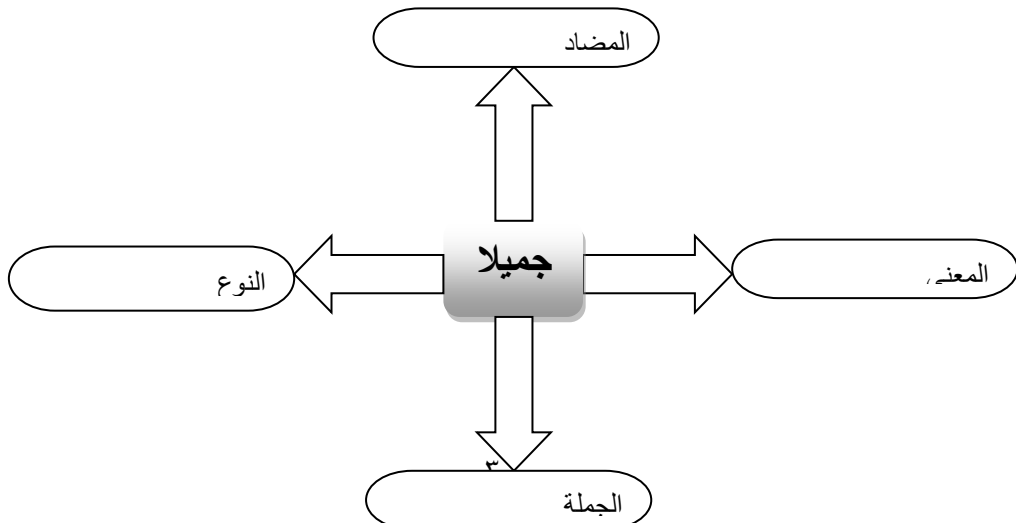 المضاد
جميلا
المعنى
النوع
٣
الجملة